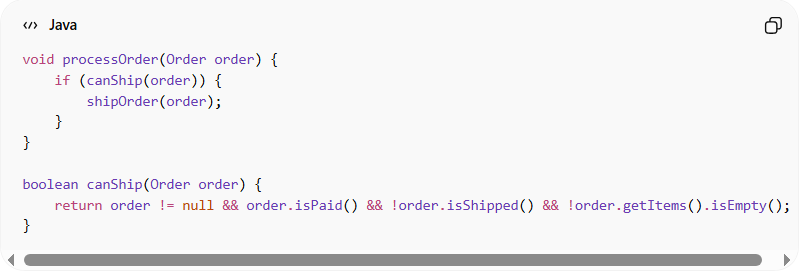 Java
void processOrder(Order order) {
    if (canShip(order)) {
        shipOrder(order);
    }
}

boolean canShip(Order order) {
    return order != null && order.isPaid() && !order.isShipped() && !order.getItems().isEmpty();
}